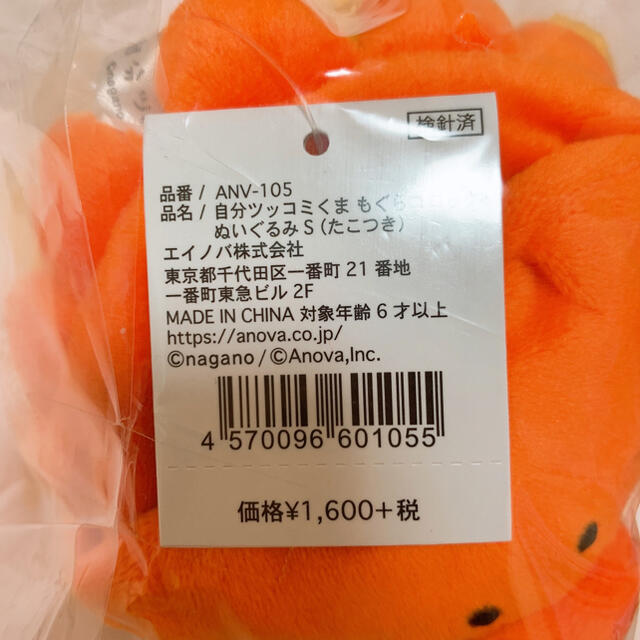 検針済
品番 / ANV-105
品名 / 自分ツッコミくま もぐらコロッケ
ぬいぐるみ S (たこつき)
エイノバ株式会社
東京都千代田区一番町 21 番地
一番町東急ビル 2F
MADE IN CHINA 対象年齢 6 才以上
https://anova.co.jp/
©nagano / ©Anova,Inc.
4 570096 601055
価格¥1,600+税
nagano